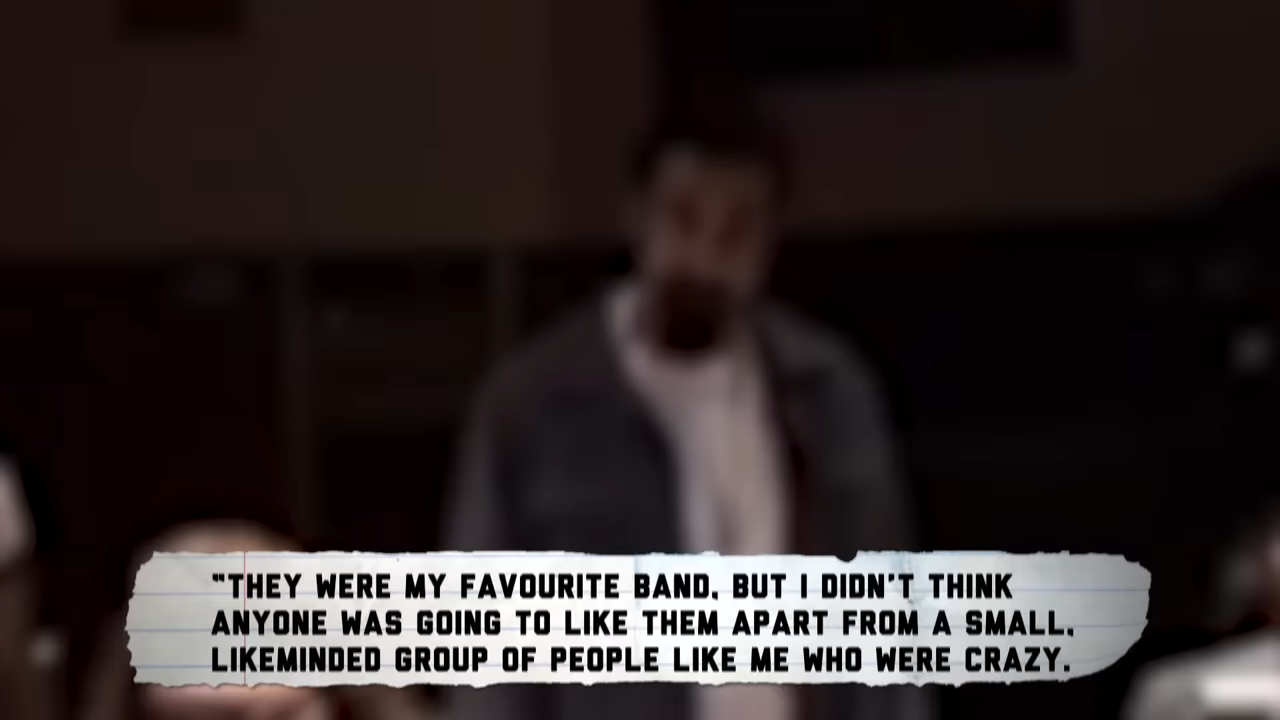 "THEY WERE MY FAVOURITE BAND, BUT I DIDN'T THINK
ANYONE WAS GOING TO LIKE THEM APART FROM A SMALL,
LIKEMINDED GROUP OF PEOPLE LIKE ME WHO WERE CRAZY.